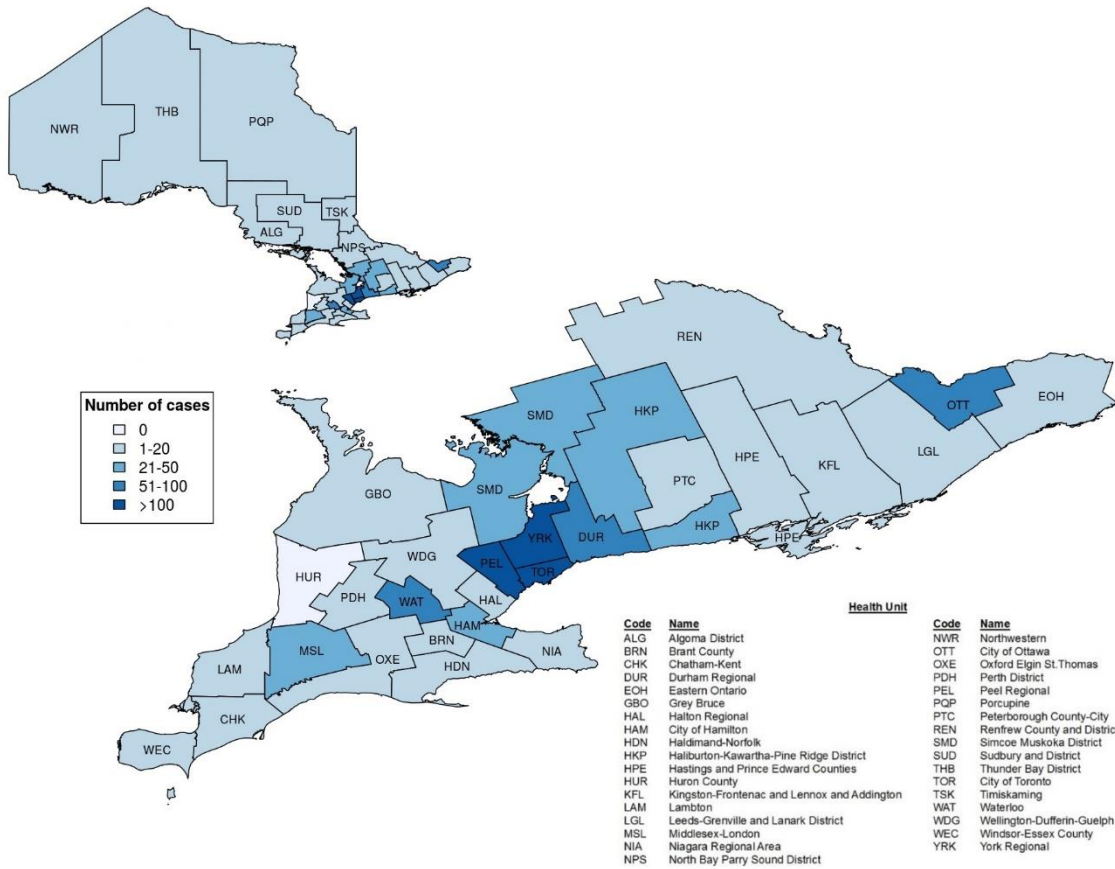 NWR
THB
PQP
SUD
TSK
ALG
NPS
REN
SMD
HKP
OTT
EOH
HPE
KFL
LGL
PTC
GBO
SMD
HKP
YRK
DUR
HPE
WDG
PEL
TOR
HUR
PDH
WAT
HAL
HAM
BRN
MSL
OXE
NIA
LAM
HDN
CHK
WEC
Number of cases
0
1-20
21-50
51-100
>100
Health Unit
Code Name
ALG Algoma District
BRN Brant County
CHK Chatham-Kent
DUR Durham Regional
EOH Eastern Ontario
GBO Grey Bruce
HAL Halton Regional
HAM City of Hamilton
HDN Haldimand-Norfolk
HKP Haliburton-Kawartha-Pine Ridge District
HPE Hastings and Prince Edward Counties
HUR Huron County
KFL Kingston-Frontenac and Lennox and Addington
LAM Lambton
LGL Leeds-Grenville and Lanark District
MSL Middlesex-London
NIA Niagara Regional Area
NPS North Bay Parry Sound District
Code Name
NWR Northwestern
OTT City of Ottawa
OXE Oxford Elgin St.Thomas
PDH Perth District
PEL Peel Regional
PQP Porcupine
PTC Peterborough County-City
REN Renfrew County and Distric
SMD Simcoe Muskoka District
SUD Sudbury and District
THB Thunder Bay District
TOR City of Toronto
TSK Timiskaming
WAT Waterloo
WDG Wellington-Dufferin-Guelph
WEC Windsor-Essex County
YRK York Regional